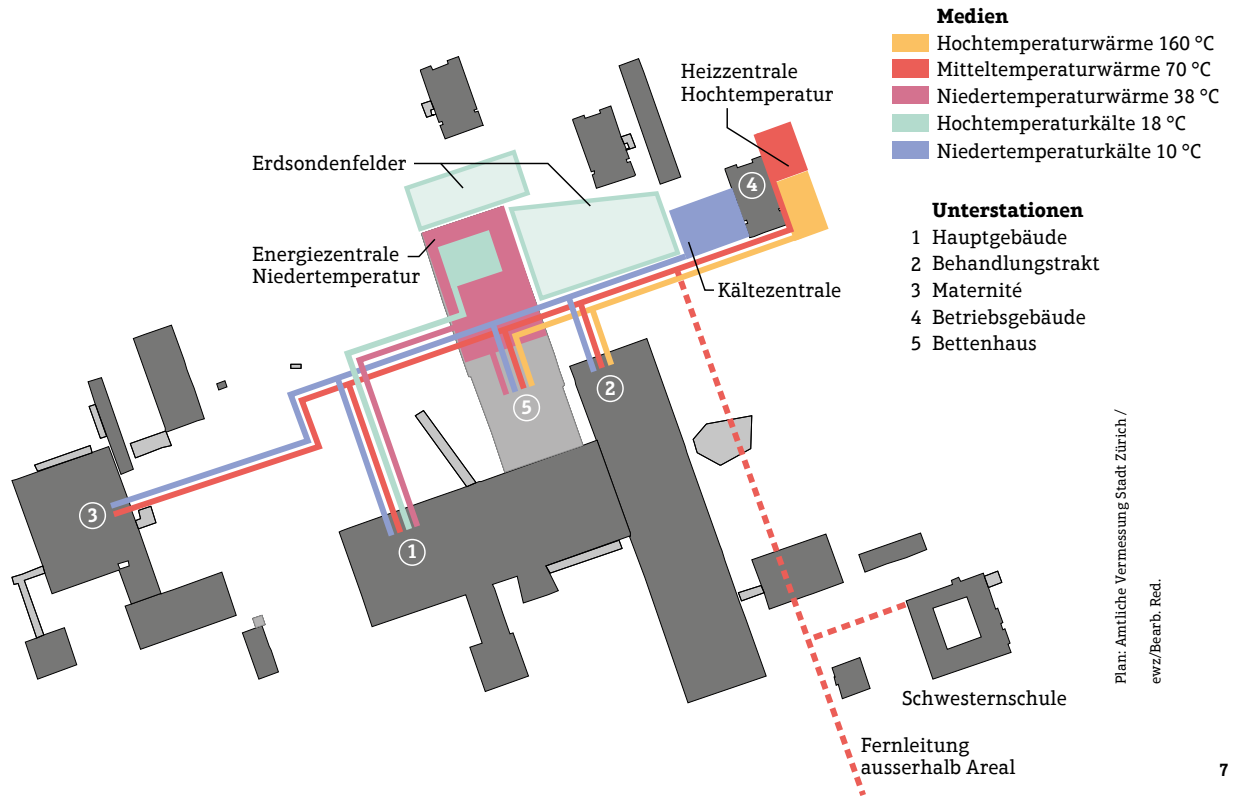 Medien
Hochtemperaturwärme 160 °C
Mitteltemperaturwärme 70 °C
Niedertemperaturwärme 38 °C
Hochtemperaturkälte 18 °C
Niedertemperaturkälte 10 °C
Unterstationen
1 Hauptgebäude
2 Behandlungstrakt
3 Maternité
4 Betriebsgebäude
5 Bettenhaus
Heizzentrale
Hochtemperatur
Erdsondenfelder
4
Energiezentrale
Niedertemperatur
Kältezentrale
2
5
3
1
Schwesternschule
Fernleitung
ausserhalb Areal
Plan: Amtliche Vermessung Stadt Zürich /
ewz/Bearb. Red.
7